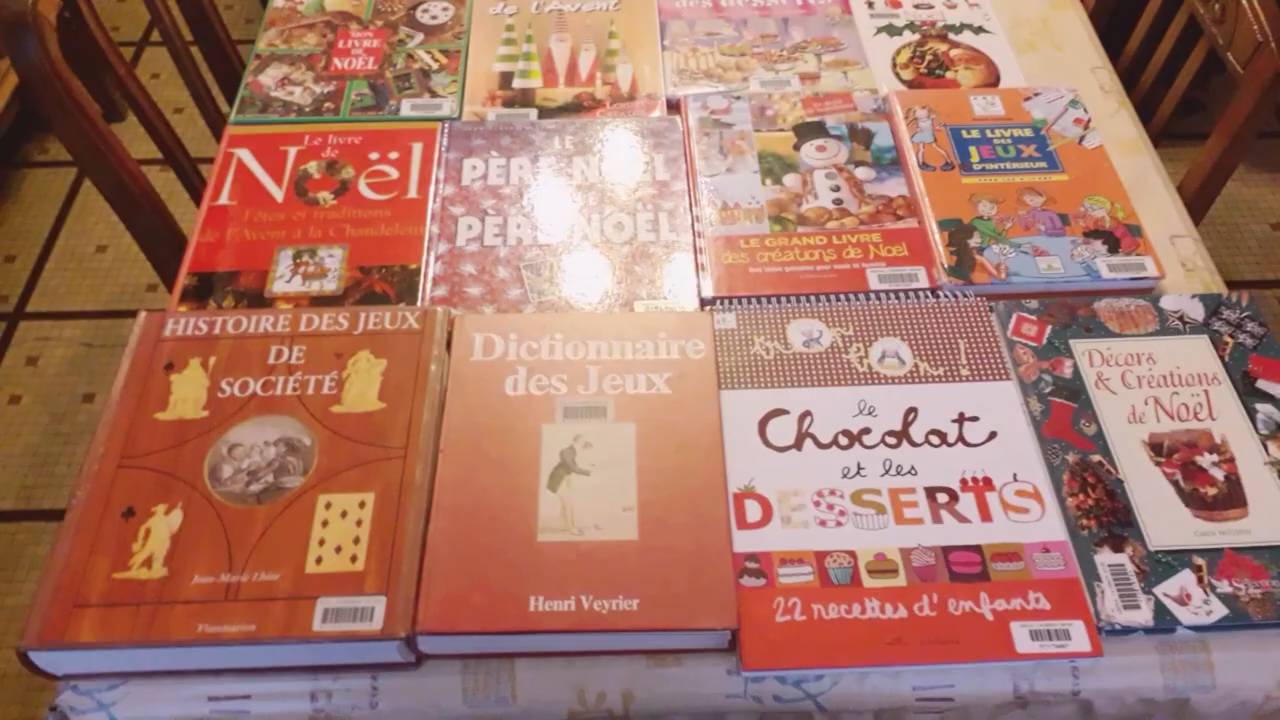 MON
LIVRE
DE
NOËL
de l'Avent
des desserts
Le livre
de
Noël
Fêtes et traditions
de l'Avent à la Chandeleur
LE
PÈRE NOËL
PÈRE NOËL
LE GRAND LIVRE
des créations de Noël
LE LIVRE
DES
JEUX
D'INTÉRIEUR
HISTOIRE DES JEUX
DE
SOCIÉTÉ
Jean-Marie Lhôte
Flammarion
Dictionnaire
des Jeux
Henri Veyrier
le
Chocolat
et les
DESSERTS
22 recettes d'enfants
Décors
& Créations
de Noël